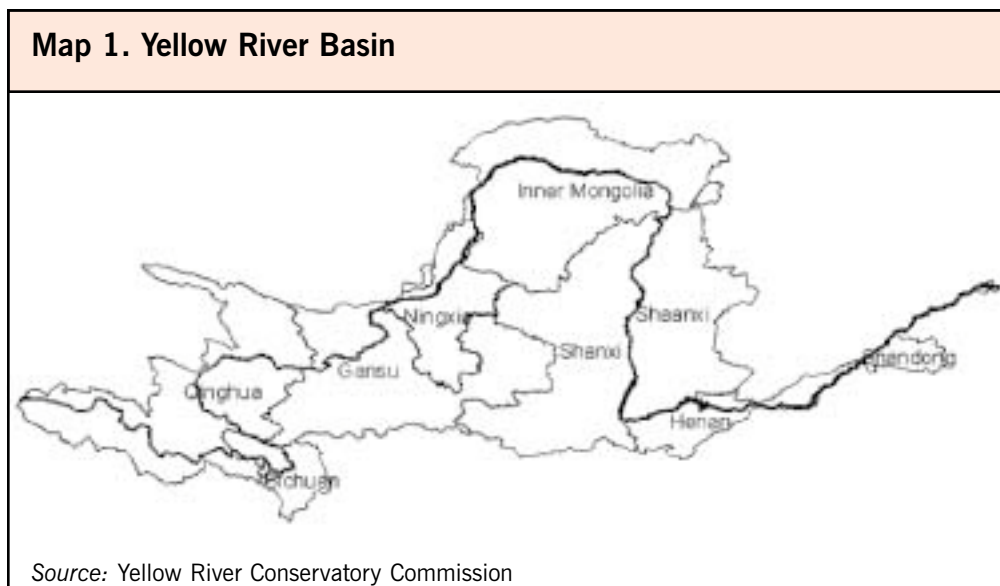 Map 1. Yellow River Basin
Inner Mongolia
Ningxia
Shaanxi
Shanxi
Shandong
Gansu
Qinghua
Henan
Sichuan
Source: Yellow River Conservatory Commission